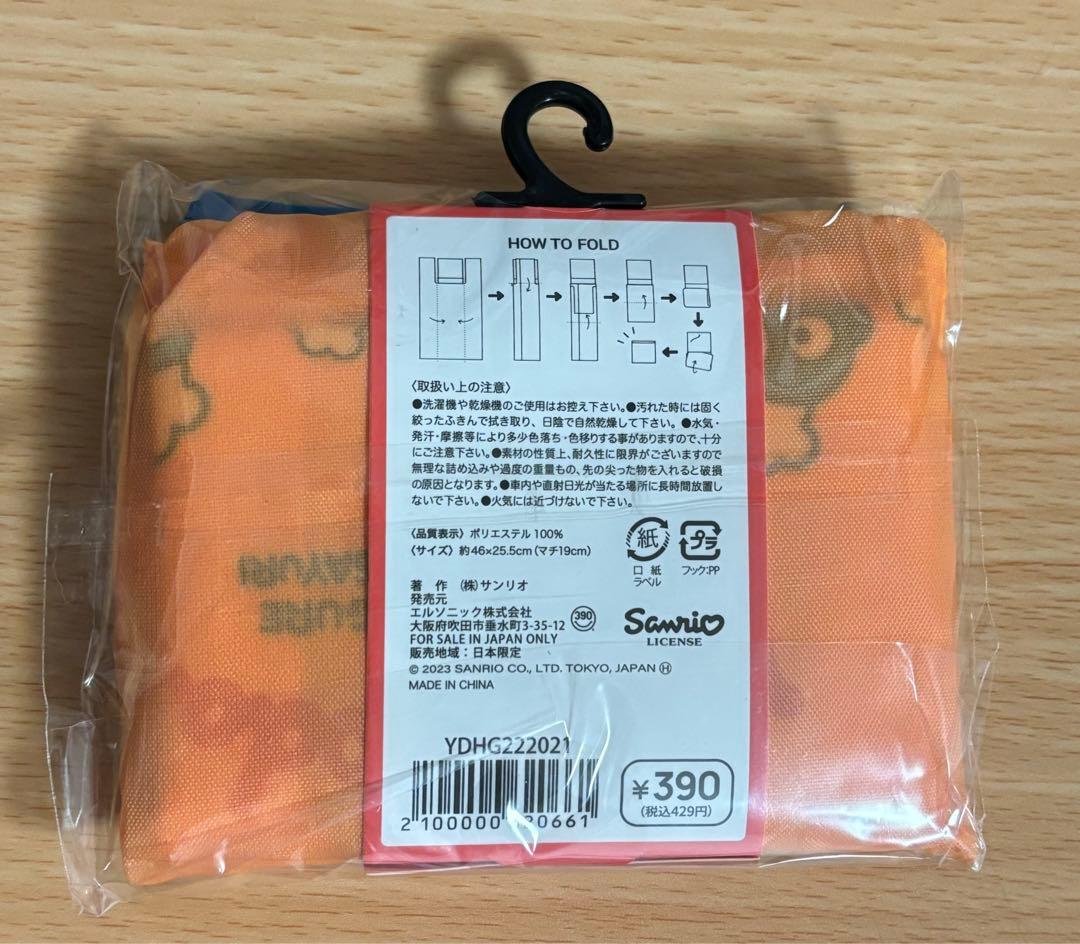 HOW TO FOLD
〈取扱い上の注意〉
●洗濯機や乾燥機のご使用はお控え下さい。●汚れた時には固く
絞ったふきんで拭き取り、日陰で自然乾燥して下さい。●水気・
発汗・摩擦等により多少色落ち・色移りする事がありますので、十分
にご注意下さい。●素材の性質上、耐久性に限界がございますので
無理な詰め込みや過度の重量もの、先の尖った物を入れると破損
の原因となります。●車内や直射日光が当たる場所に長時間放置し
ないで下さい。●火気には近づけないで下さい。
〈品質表示〉 ポリエステル100%
〈サイズ〉 約46×25.5cm(マチ19cm)
紙
プラ
口 紙
ラベル
フック:PP
著 作 (株)サンリオ
発売元
エルソニック株式会社
大阪府吹田市垂水町3-35-12
390
FOR SALE IN JAPAN ONLY
販売地域:日本限定
Sanrio
LICENSE
© 2023 SANRIO CO., LTD. TOKYO, JAPAN Ⓗ
MADE IN CHINA
YDHG222021
2 100000
¥390
(税込429円)